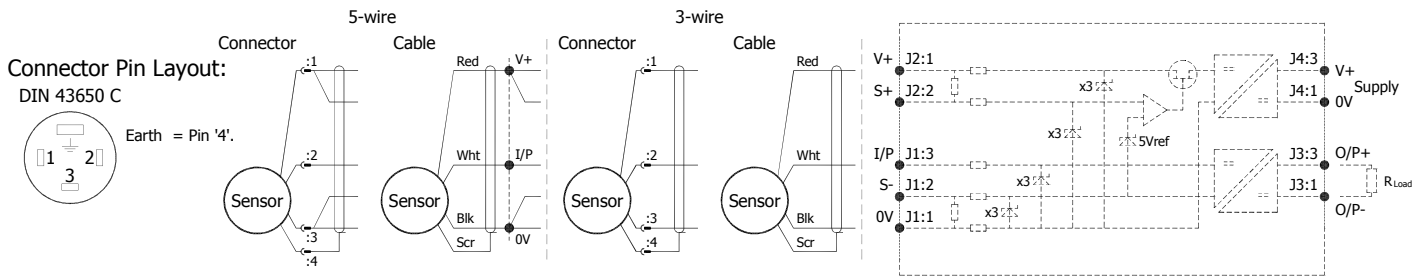 5-wire
3-wire
Connector
Cable
Connector
Cable
Connector Pin Layout:
DIN 43650 C
1
2
3
Earth = Pin '4'.
:1
:2
:3
:4
Sensor
Red
Wht
Blk
Scr
Sensor
V+
I/P
0V
:1
:2
:3
:4
Sensor
Red
Wht
Blk
Scr
Sensor
V+ J2:1
S+ J2:2
I/P J1:3
S- J1:2
0V J1:1
x3
x3
x3
x3
5Vref
J4:3 V+
Supply
J4:1 0V
J3:3 O/P+
J3:1
O/P-
RLoad